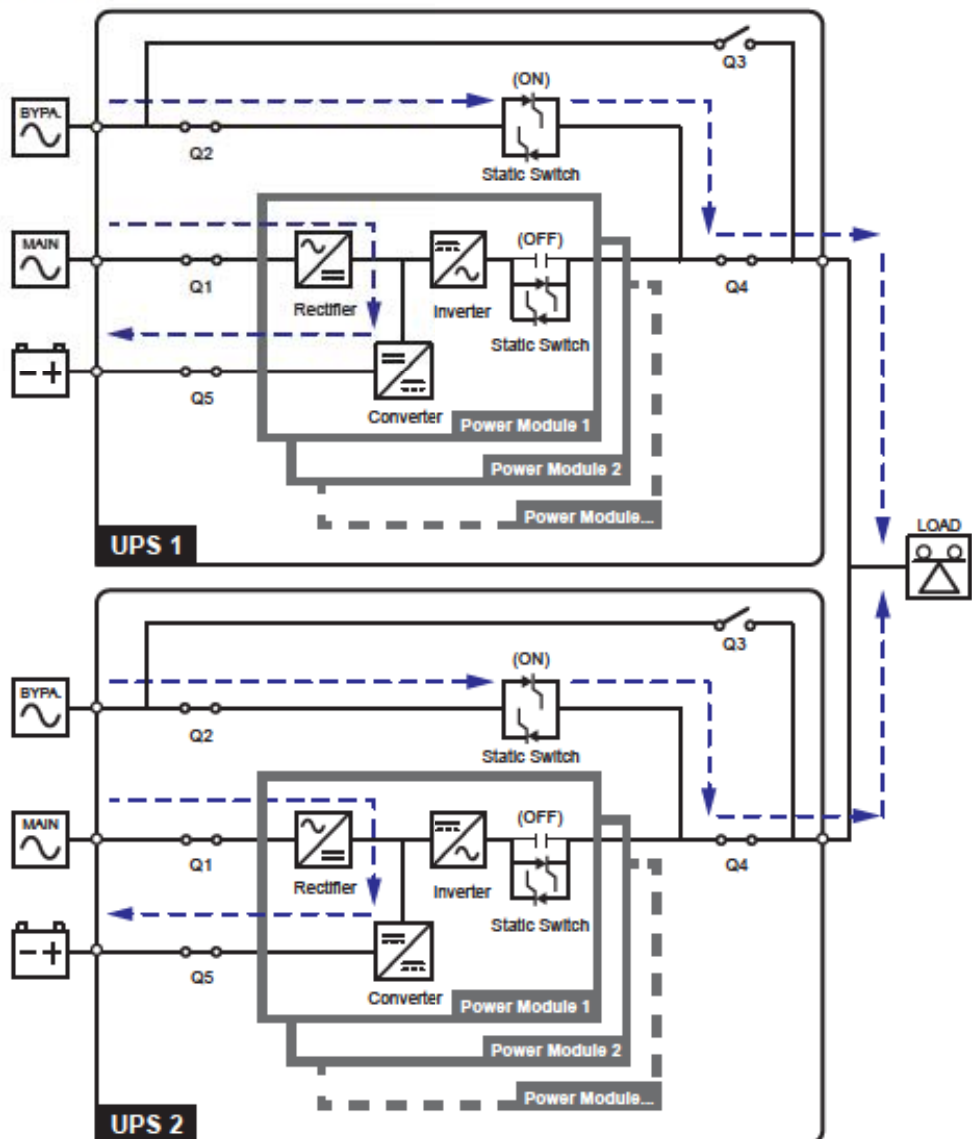 Q3
(ON)
BYPA.
Q2
Static Switch
MAIN
(OFF)
Q1
Rectifier
Inverter
Q4
Static Switch
- +
Q5
Converter
Power Module 1
Power Module 2
Power Module...
UPS 1
LOAD
Q3
(ON)
BYPA.
Q2
Static Switch
MAIN
(OFF)
Q1
Rectifier
Inverter
Q4
Static Switch
- +
Q5
Converter
Power Module 1
Power Module 2
Power Module...
UPS 2